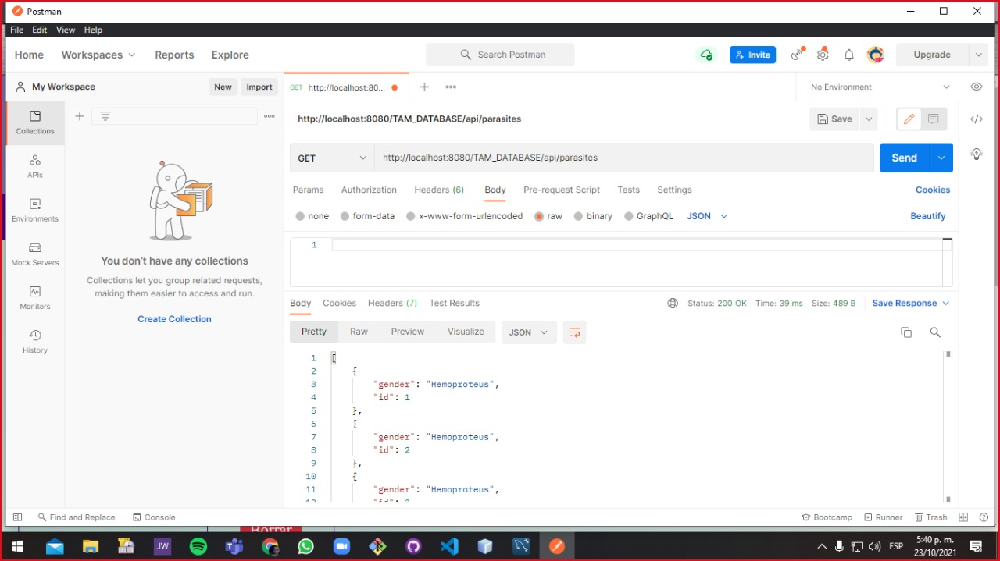 Postman
File Edit View Help
Home Workspaces Reports Explore Search Postman Invite Upgrade
My Workspace New Import GET http://localhost:80... No Environment
http://localhost:8080/TAM_DATABASE/api/parasites Save
GET http://localhost:8080/TAM_DATABASE/api/parasites Send
Params Authorization Headers (6) Body Pre-request Script Tests Settings Cookies
none form-data x-www-form-urlencoded raw binary GraphQL JSON Beautify
1
Collections
APIs
Environments
Mock Servers
Monitors
History
You don't have any collections
Collections let you group related requests,
making them easier to access and run.
Create Collection
Body Cookies Headers (7) Test Results Status: 200 OK Time: 39 ms Size: 489 B Save Response
Pretty Raw Preview Visualize JSON
1 [
2 {
3 "gender": "Hemoproteus",
4 "id": 1
5 },
6 {
7 "gender": "Hemoproteus",
8 "id": 2
9 },
10 {
11 "gender": "Hemoproteus",
12 "id": 3
Find and Replace Console Bootcamp Runner Trash
Borrar
JW ESP 5:40 p. m.
23/10/2021